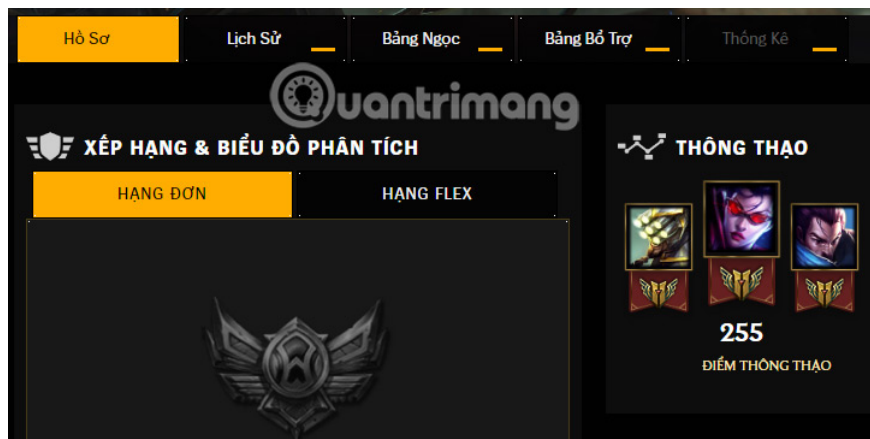 Hồ Sơ Lịch Sử Bảng Ngọc Bảng Bổ Trợ Thống Kê
Quantrimang
XẾP HẠNG & BIỂU ĐỒ PHÂN TÍCH
THÔNG THẠO
HẠNG ĐƠN HẠNG FLEX
255
ĐIỂM THÔNG THẠO